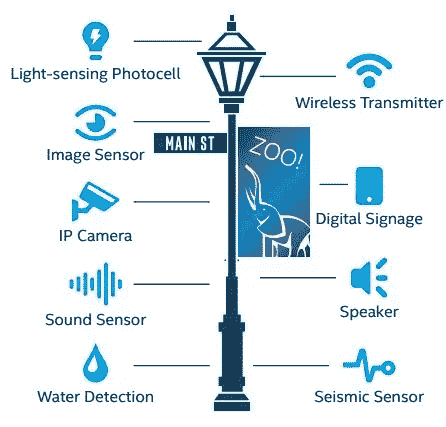 Light-sensing Photocell
Wireless Transmitter
Image Sensor
MAIN ST
ZOO!
IP Camera
Digital Signage
Sound Sensor
Speaker
Water Detection
Seismic Sensor